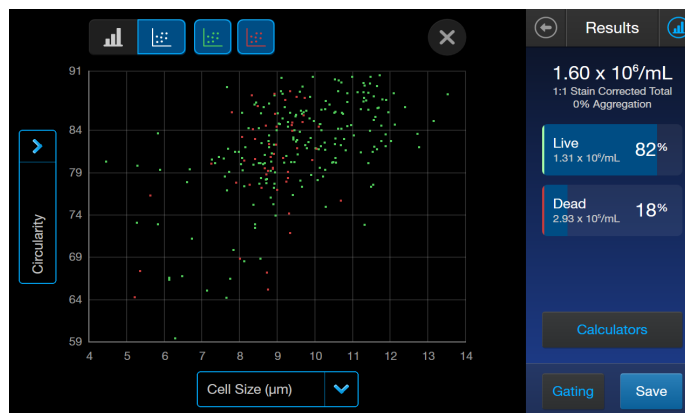 Results
1.60 x 10⁶/mL
1:1 Stain Corrected Total
0% Aggregation
Live
1.31 x 10⁶/mL
82%
Dead
2.93 x 10⁵/mL
18%
Calculators
Gating
Save
Circularity
91
84
79
74
69
64
59
4 5 6 7 8 9 10 11 12 13 14
Cell Size (µm)